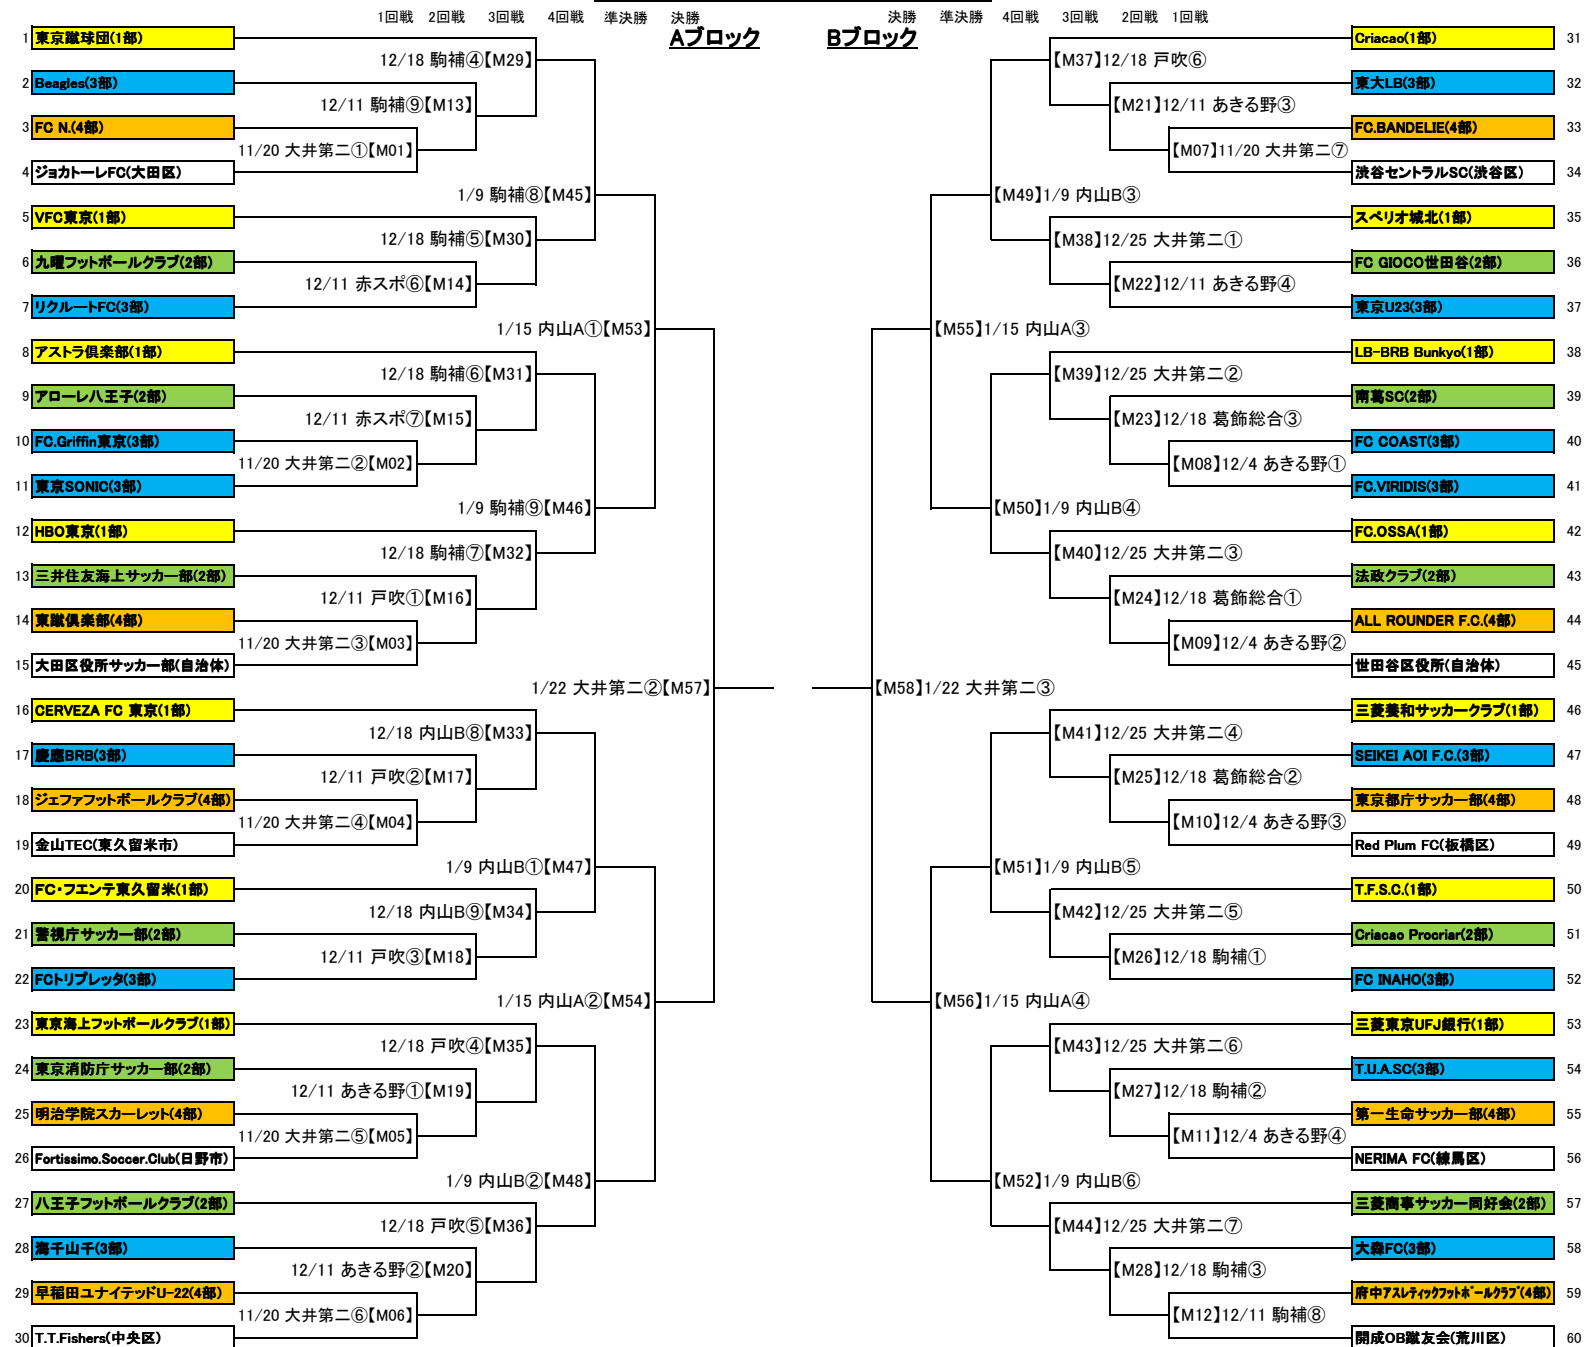 1回戦 2回戦 3回戦 4回戦 準決勝 決勝
決勝 準決勝 4回戦 3回戦 2回戦 1回戦
Aブロック
Bブロック
1 東京蹴球団(1部)
12/18 駒補④【M29】
2 Beagles(3部)
12/11 駒補⑨【M13】
3 FC N.(4部)
11/20 大井第二①【M01】
4 ジョカトーレFC(大田区)
1/9 駒補⑧【M45】
5 VFC東京(1部)
12/18 駒補⑤【M30】
6 九曜フットボールクラブ(2部)
12/11 赤スポ⑥【M14】
7 リクルートFC(3部)
1/15 内山A①【M53】
8 アストラ倶楽部(1部)
12/18 駒補⑥【M31】
9 アローレ八王子(2部)
12/11 赤スポ⑦【M15】
10 FC.Griffin東京(3部)
11/20 大井第二②【M02】
11 東京SONIC(3部)
1/9 駒補⑨【M46】
12 HBO東京(1部)
12/18 駒補⑦【M32】
13 三井住友海上サッカー部(2部)
12/11 戸吹①【M16】
14 東蹴倶楽部(4部)
11/20 大井第二③【M03】
15 大田区役所サッカー部(自治体)
1/22 大井第二②【M57】
16 CERVEZA FC 東京(1部)
12/18 内山B⑧【M33】
17 慶應BRB(3部)
12/11 戸吹②【M17】
18 ジェファフットボールクラブ(4部)
11/20 大井第二④【M04】
19 金山TEC(東久留米市)
1/9 内山B①【M47】
20 FC・フエンテ東久留米(1部)
12/18 内山B⑨【M34】
21 警視庁サッカー部(2部)
12/11 戸吹③【M18】
22 FCトリプレッタ(3部)
1/15 内山A②【M54】
23 東京海上フットボールクラブ(1部)
12/18 戸吹④【M35】
24 東京消防庁サッカー部(2部)
12/11 あきる野①【M19】
25 明治学院スカーレット(4部)
11/20 大井第二⑤【M05】
26 Fortissimo.Soccer.Club(日野市)
1/9 内山B②【M48】
27 八王子フットボールクラブ(2部)
12/18 戸吹⑤【M36】
28 海千山千(3部)
12/11 あきる野②【M20】
29 早稲田ユナイテッドU-22(4部)
11/20 大井第二⑥【M06】
30 T.T.Fishers(中央区)
Criacao(1部) 31
【M37】12/18 戸吹⑥
東大LB(3部) 32
【M21】12/11 あきる野③
FC.BANDELIE(4部) 33
【M07】11/20 大井第二⑦
渋谷セントラルSC(渋谷区) 34
【M49】1/9 内山B③
スペリオ城北(1部) 35
【M38】12/25 大井第二①
FC GIOCO世田谷(2部) 36
【M22】12/11 あきる野④
東京U23(3部) 37
【M55】1/15 内山A③
LB-BRB Bunkyo(1部) 38
【M39】12/25 大井第二②
南葛SC(2部) 39
【M23】12/18 葛飾総合③
FC COAST(3部) 40
【M08】12/4 あきる野①
FC.VIRIDIS(3部) 41
【M50】1/9 内山B④
FC.OSSA(1部) 42
【M40】12/25 大井第二③
法政クラブ(2部) 43
【M24】12/18 葛飾総合①
ALL ROUNDER F.C.(4部) 44
【M09】12/4 あきる野②
世田谷区役所(自治体) 45
【M58】1/22 大井第二③
三菱養和サッカークラブ(1部) 46
【M41】12/25 大井第二④
SEIKEI AOI F.C.(3部) 47
【M25】12/18 葛飾総合②
東京都庁サッカー部(4部) 48
【M10】12/4 あきる野③
Red Plum FC(板橋区) 49
【M51】1/9 内山B⑤
T.F.S.C.(1部) 50
【M42】12/25 大井第二⑤
Criacao Procriar(2部) 51
【M26】12/18 駒補①
FC INAHO(3部) 52
【M56】1/15 内山A④
三菱東京UFJ銀行(1部) 53
【M43】12/25 大井第二⑥
T.U.A.SC(3部) 54
【M27】12/18 駒補②
第一生命サッカー部(4部) 55
【M11】12/4 あきる野④
NERIMA FC(練馬区) 56
【M52】1/9 内山B⑥
三菱商事サッカー同好会(2部) 57
【M44】12/25 大井第二⑦
大森FC(3部) 58
【M28】12/18 駒補③
府中ｱｽﾚﾃｨｯｸﾌｯﾄﾎﾞｰﾙｸﾗﾌﾞ(4部) 59
【M12】12/11 駒補⑧
開成OB蹴友会(荒川区) 60